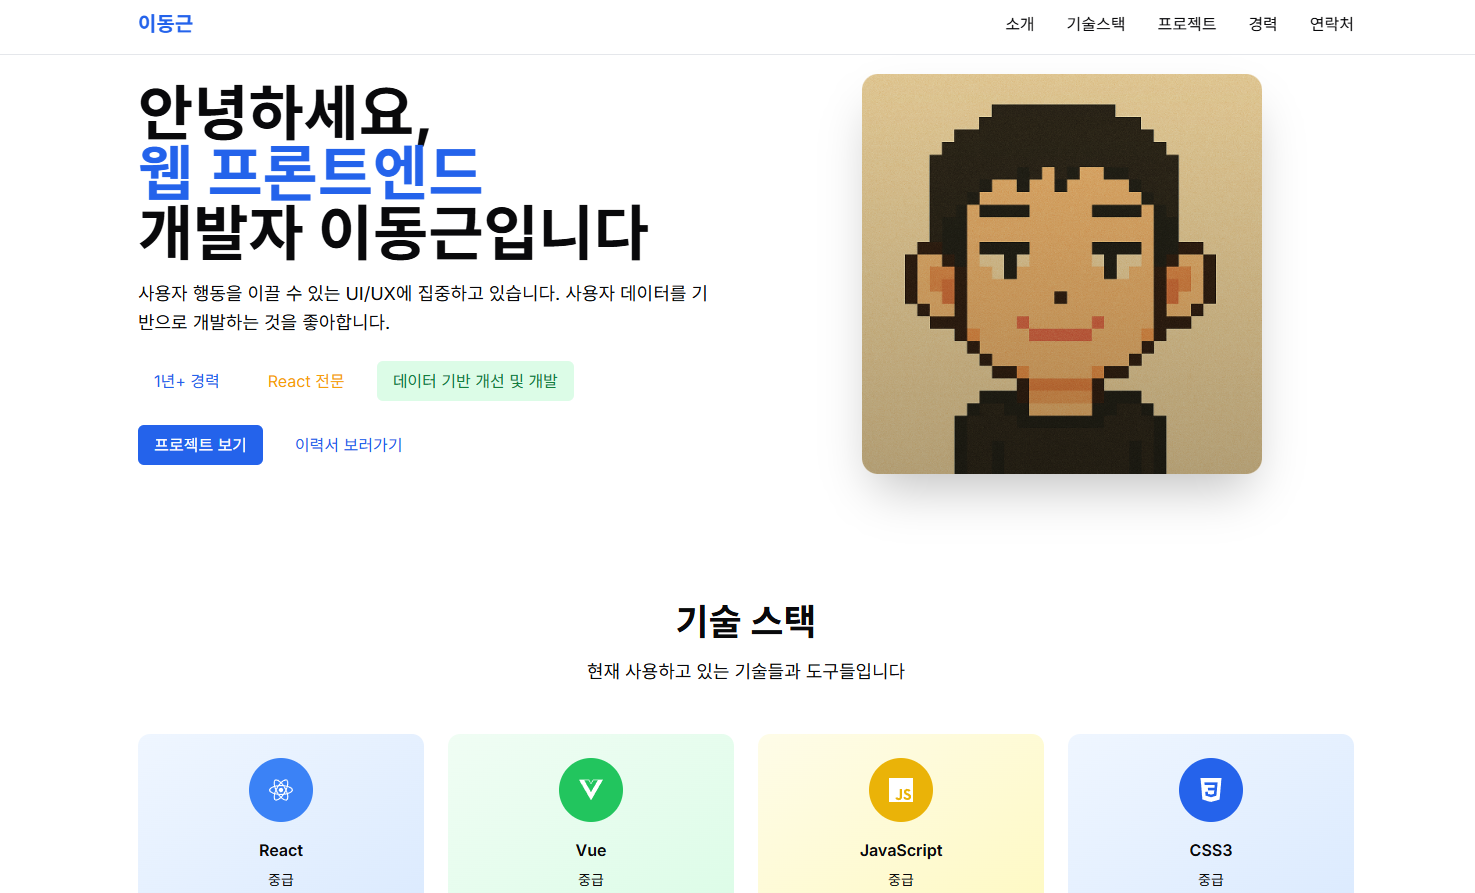 이동근
소개
기술스택
프로젝트
경력
연락처
안녕하세요,
웹 프론트엔드
개발자 이동근입니다
사용자 행동을 이끌 수 있는 UI/UX에 집중하고 있습니다. 사용자 데이터를 기
반으로 개발하는 것을 좋아합니다.
1년+ 경력
React 전문
데이터 기반 개선 및 개발
프로젝트 보기
이력서 보러가기
기술 스택
현재 사용하고 있는 기술들과 도구들입니다
JS
React
Vue
JavaScript
CSS3
중급
중급
중급
중급